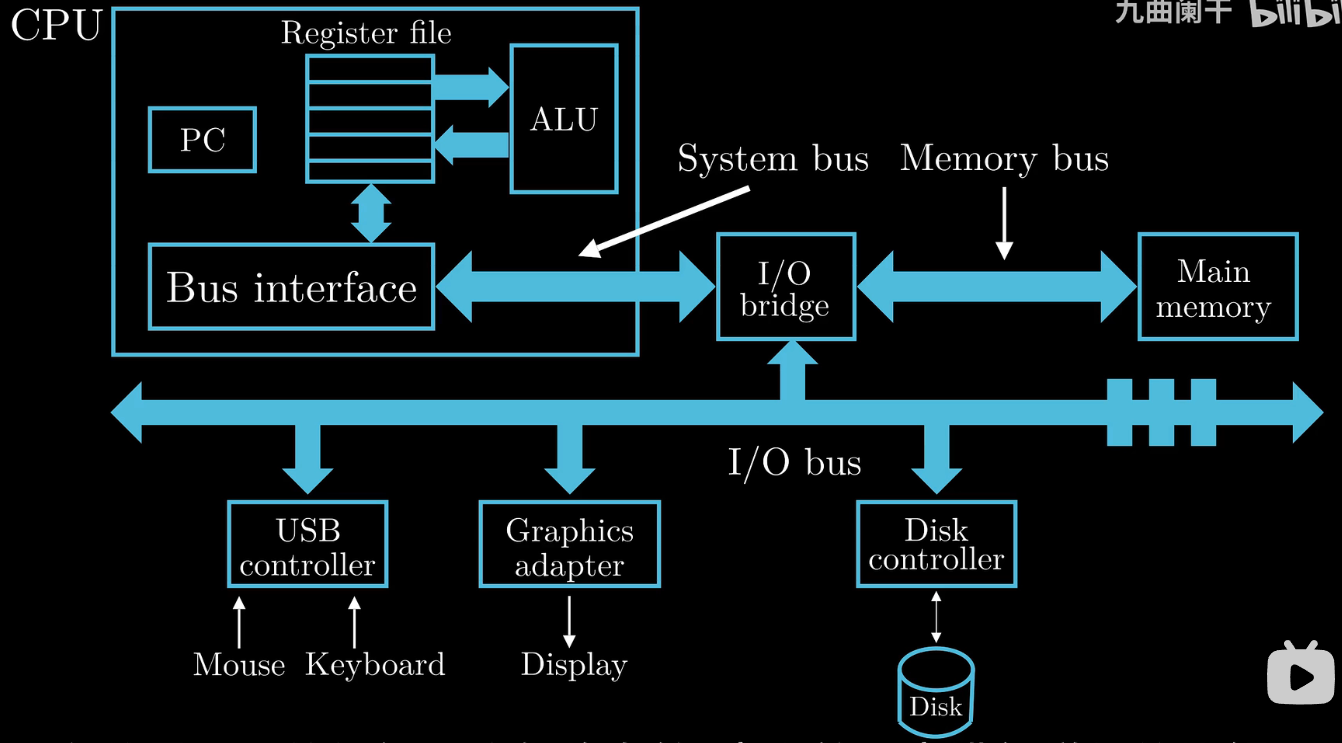 CPU
九曲阑干 bilibi
Register file
PC
ALU
System bus
Memory bus
Bus interface
I/O
bridge
Main
memory
I/O bus
USB
controller
Graphics
adapter
Disk
controller
Mouse
Keyboard
Display
Disk